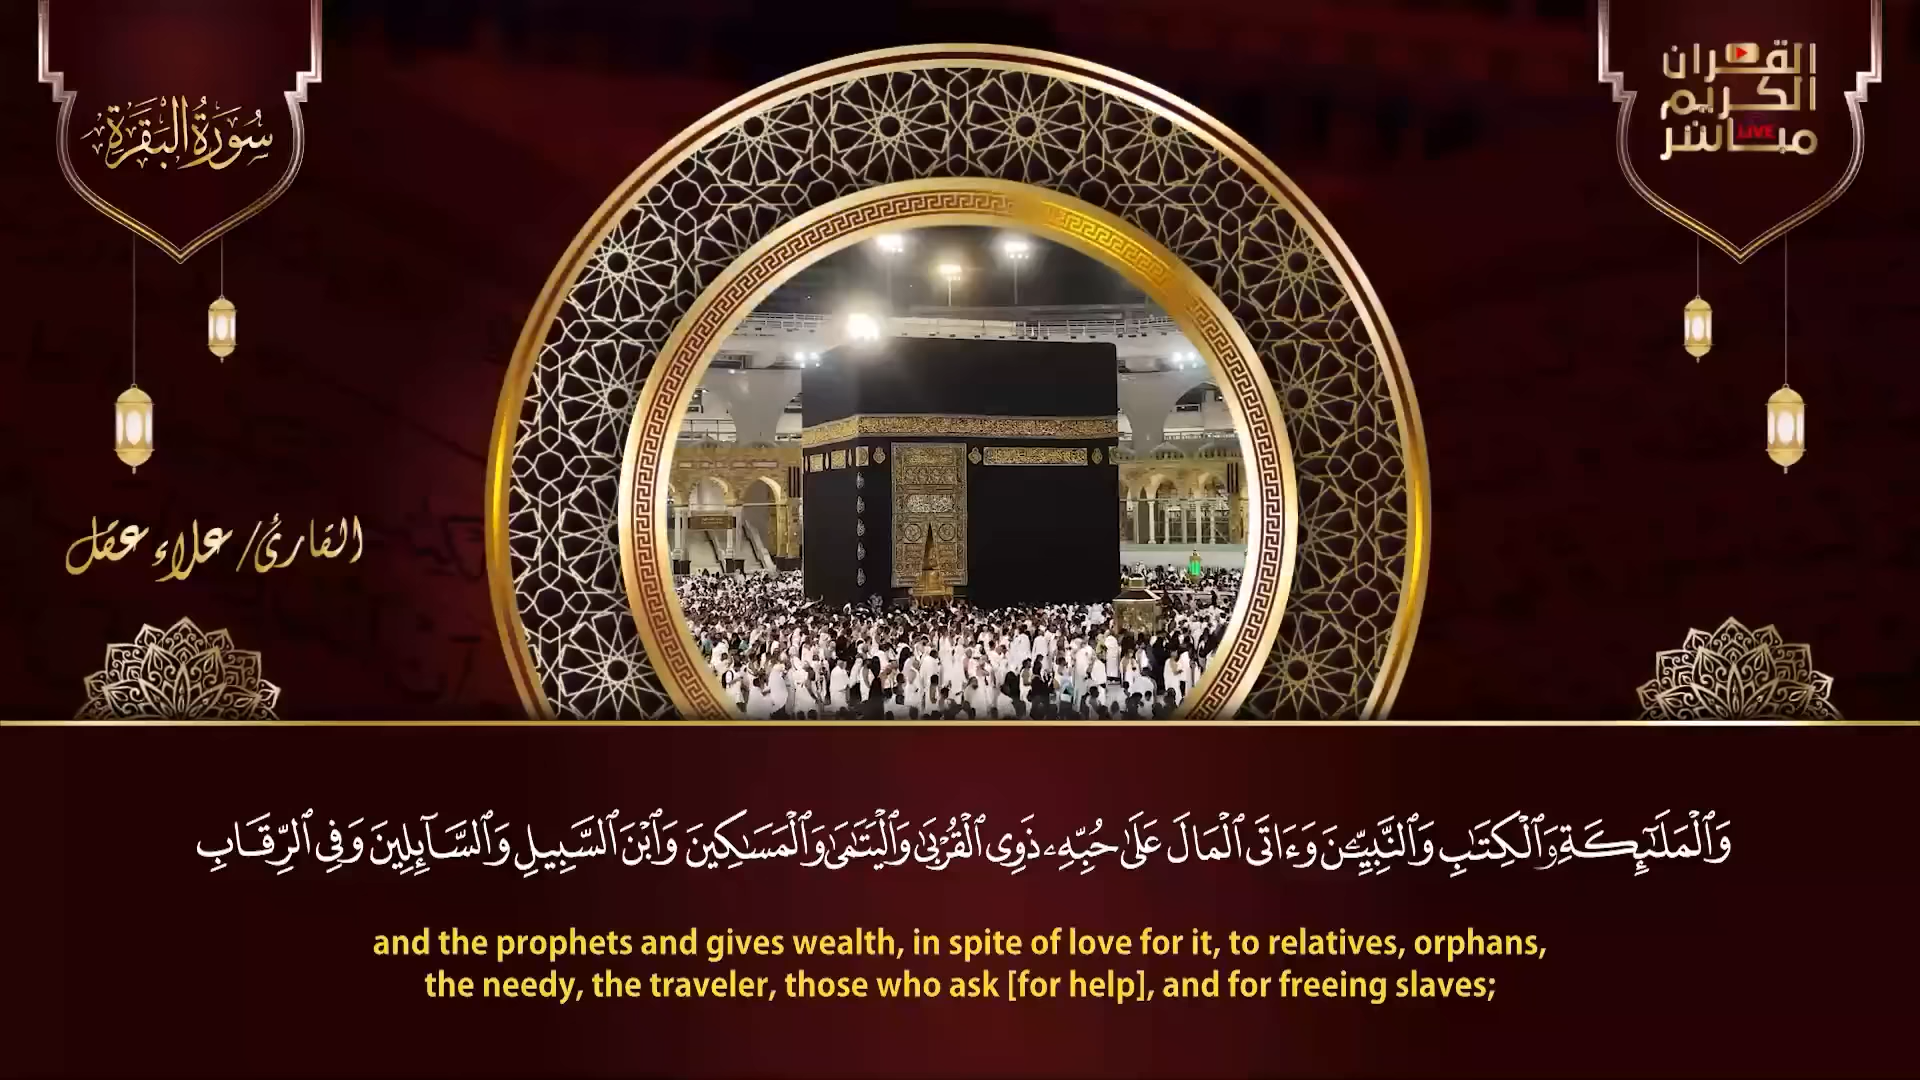 سُورَةُ البَقَرَةِ
القرآن
الكريم
مباشر
LIVE
القارئ/ علاء عقل
وَٱلْمَلَـٰٓئِكَةِ وَٱلْكِتَـٰبِ وَٱلنَّبِيِّـۧنَ وَءَاتَى ٱلْمَالَ عَلَىٰ حُبِّهِۦ ذَوِى ٱلْقُرْبَىٰ وَٱلْيَتَـٰمَىٰ وَٱلْمَسَـٰكِينَ وَٱبْنَ ٱلسَّبِيلِ وَٱلسَّآئِلِينَ وَفِى ٱلرِّقَابِ
and the prophets and gives wealth, in spite of love for it, to relatives, orphans,
the needy, the traveler, those who ask [for help], and for freeing slaves;